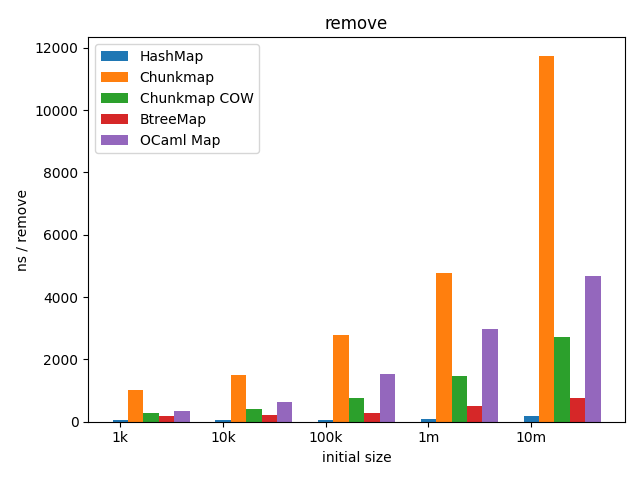 remove
HashMap
Chunkmap
Chunkmap COW
BtreeMap
OCaml Map
12000
10000
8000
6000
4000
2000
0
ns / remove
1k 10k 100k 1m 10m
initial size